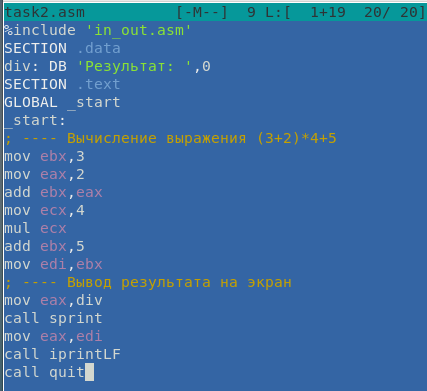 task2.asm [-M--] 9 L:[ 1+19 20/ 20]
%include 'in_out.asm'
SECTION .data
div: DB 'Результат: ',0
SECTION .text
GLOBAL _start
_start:
; ---- Вычисление выражения (3+2)*4+5
mov ebx,3
mov eax,2
add ebx,eax
mov ecx,4
mul ecx
add ebx,5
mov edi,ebx
; ---- Вывод результата на экран
mov eax,div
call sprint
mov eax,edi
call iprintLF
call quit